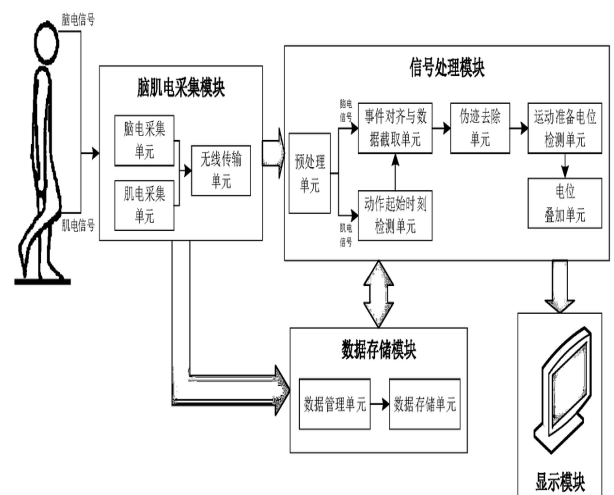 脑电信号
肌电信号
脑肌电采集模块
脑电采集
单元
肌电采集
单元
无线传输
单元
信号处理模块
预处理
单元
脑电
信号
肌电
信号
事件对齐与数
据截取单元
动作起始时刻
检测单元
伪迹去除
单元
运动准备电位
检测单元
电位
叠加单元
数据存储模块
数据管理单元
数据存储单元
显示模块